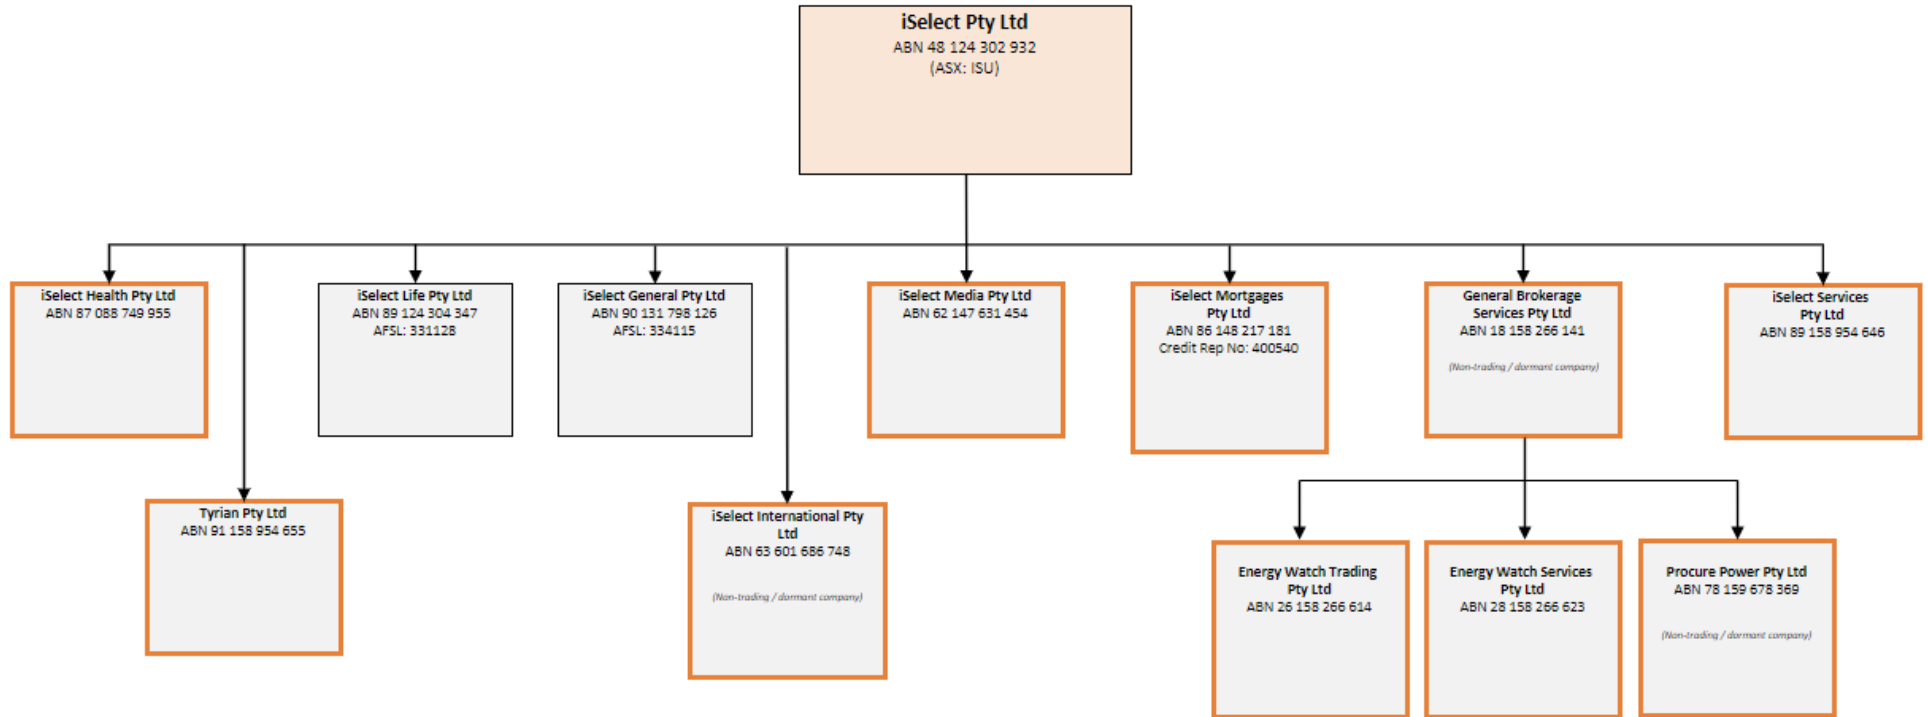 iSelect Pty Ltd
ABN 48 124 302 932
(ASX: ISU)
iSelect Health Pty Ltd
ABN 87 088 749 955
iSelect Life Pty Ltd
ABN 89 124 304 347
AFSL: 331128
iSelect General Pty Ltd
ABN 90 131 798 126
AFSL: 334115
iSelect Media Pty Ltd
ABN 62 147 631 454
iSelect Mortgages
Pty Ltd
ABN 86 148 217 181
Credit Rep No: 400540
General Brokerage
Services Pty Ltd
ABN 18 158 266 141
(Non-trading / dormant company)
iSelect Services
Pty Ltd
ABN 89 158 954 646
Tyrian Pty Ltd
ABN 91 158 954 655
iSelect International Pty
Ltd
ABN 63 601 686 748
(Non-trading / dormant company)
Energy Watch Trading
Pty Ltd
ABN 26 158 266 614
Energy Watch Services
Pty Ltd
ABN 28 158 266 623
Procure Power Pty Ltd
ABN 78 159 678 369
(Non-trading / dormant company)